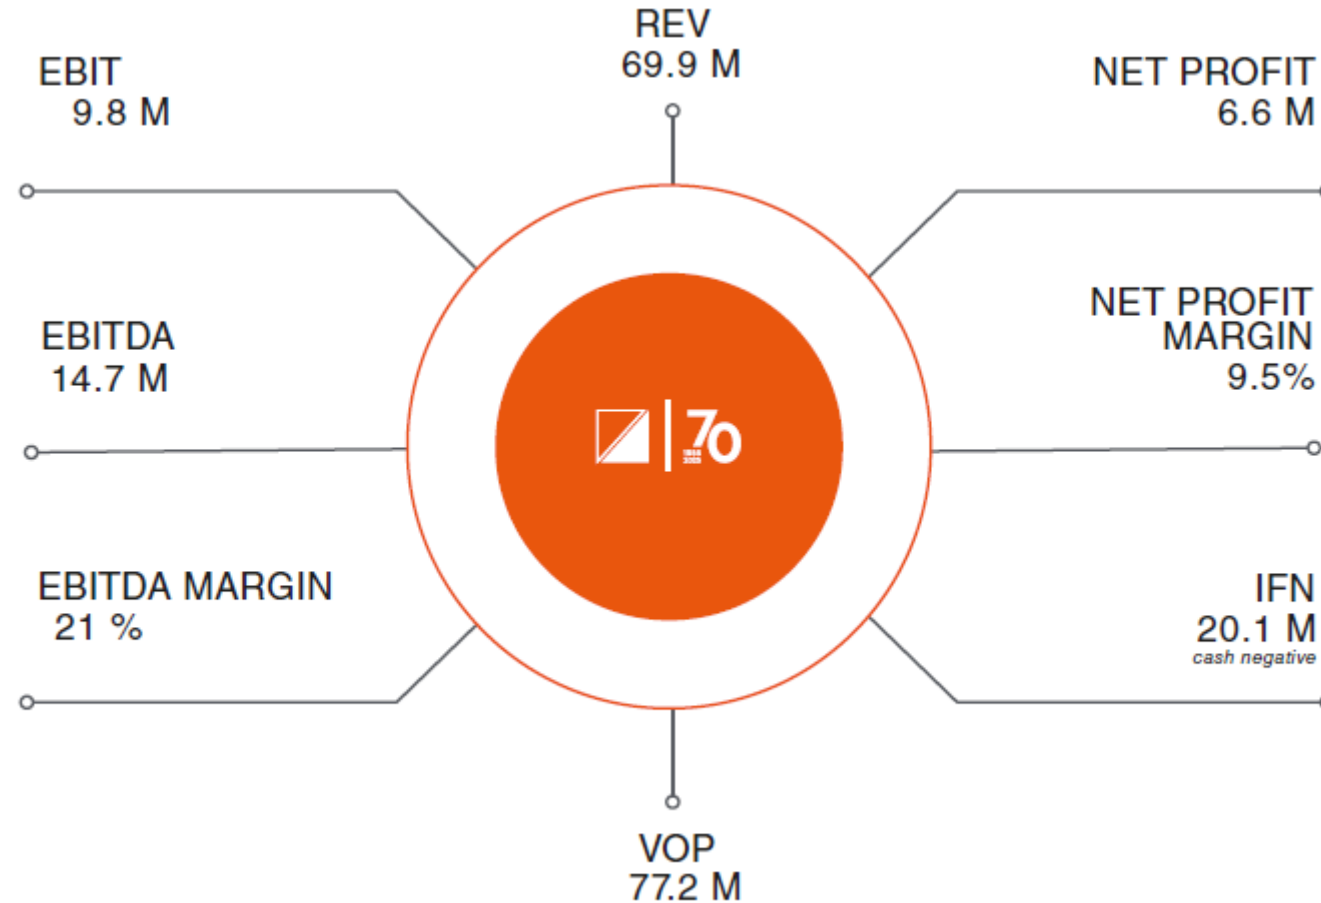 REV
69.9 M
EBIT
9.8 M
NET PROFIT
6.6 M
EBITDA
14.7 M
NET PROFIT
MARGIN
9.5%
70
EBITDA MARGIN
21 %
IFN
20.1 M
cash negative
VOP
77.2 M